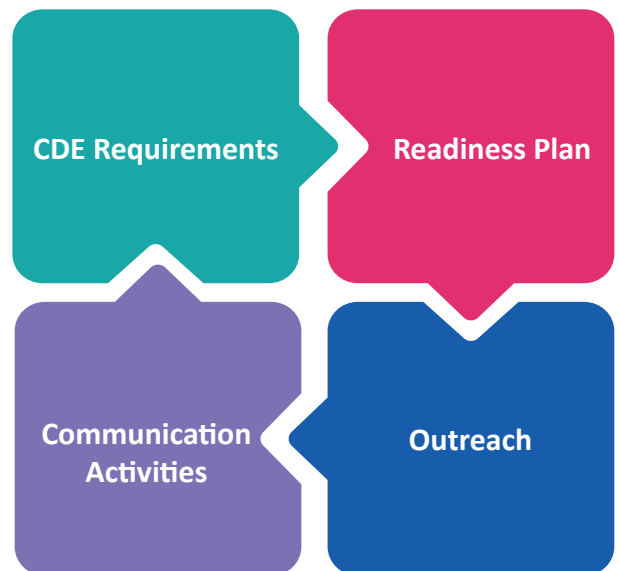 CDE Requirements
Readiness Plan
Communication
Activities
Outreach